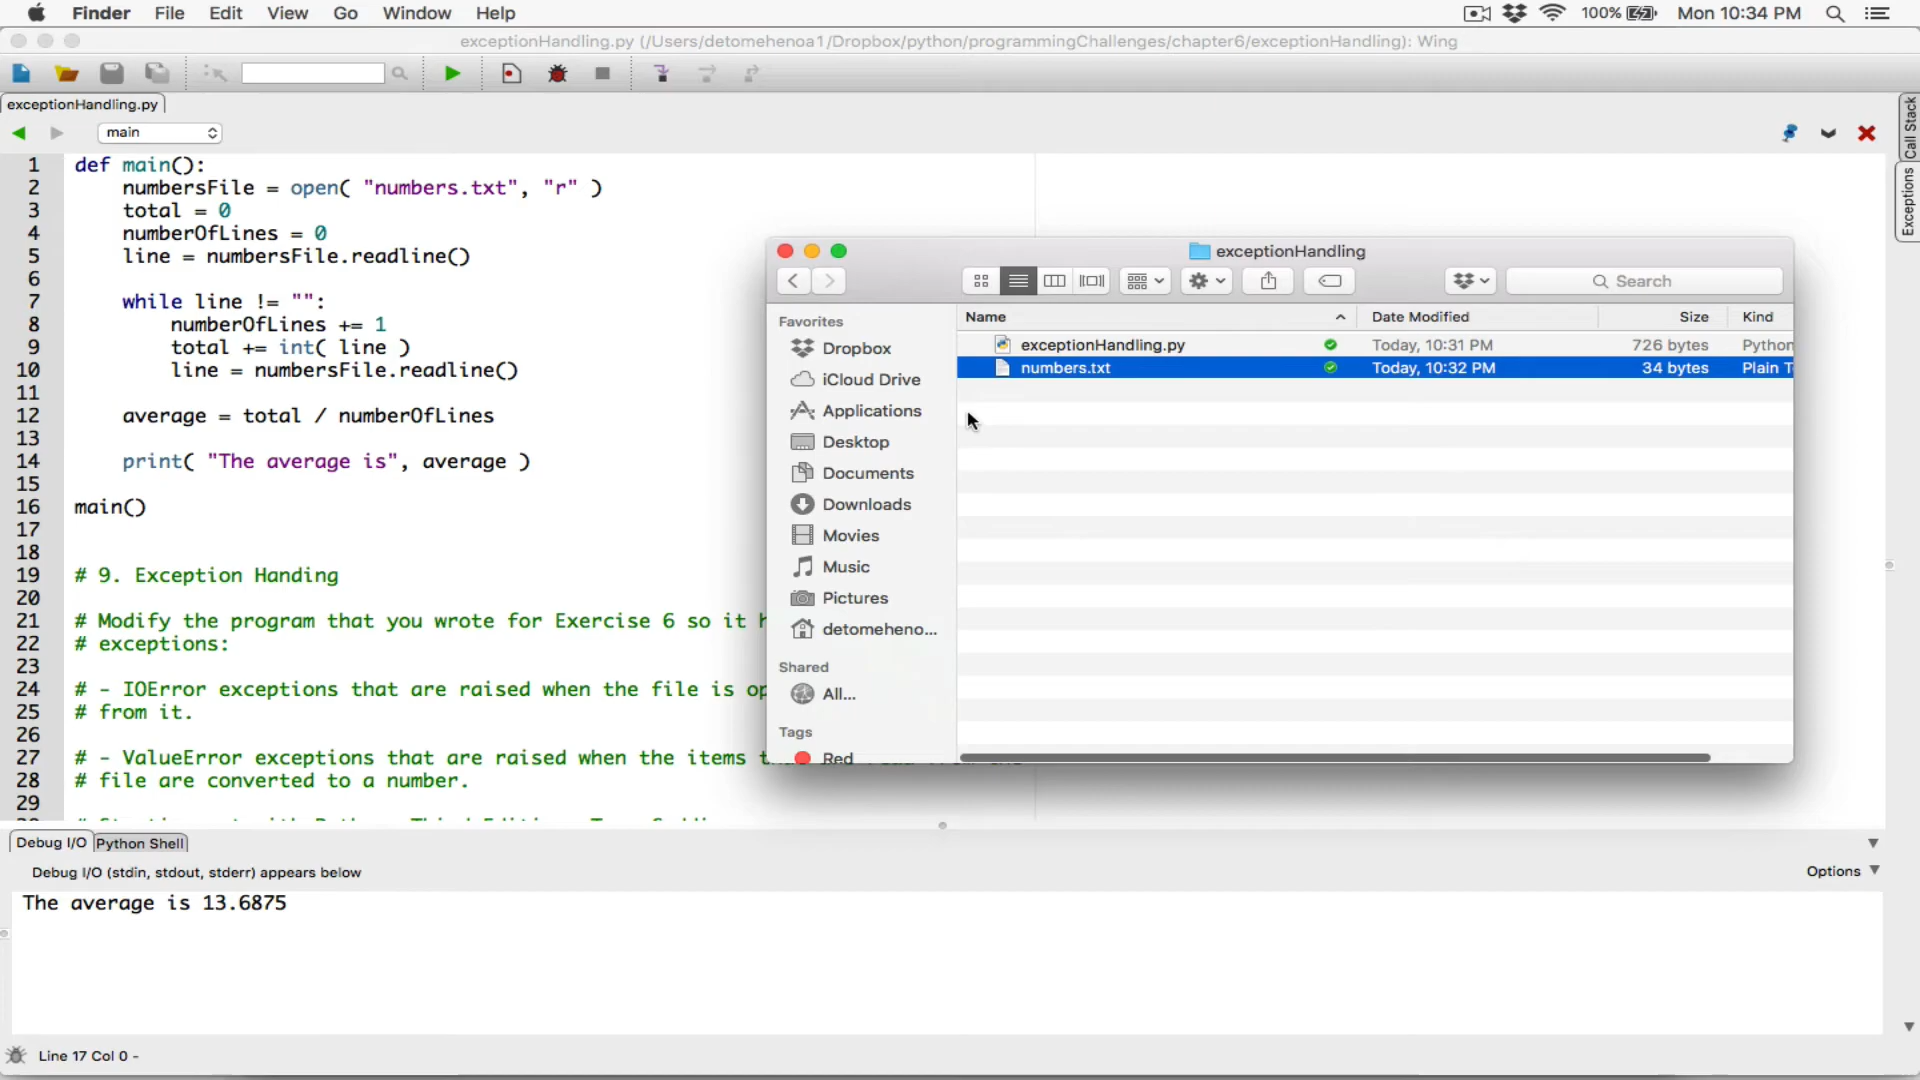 Finder File Edit View Go Window Help 100% Mon 10:34 PM
exceptionHandling.py (/Users/detomehenoa1/Dropbox/python/programmingChallenges/chapter6/exceptionHandling): Wing
exceptionHandling.py
main
Call Stack
Exceptions
1 def main():
2 numbersFile = open( "numbers.txt", "r" )
3 total = 0
4 numberOfLines = 0
5 line = numbersFile.readline()
6
7 while line != "":
8 numberOfLines += 1
9 total += int( line )
10 line = numbersFile.readline()
11
12 average = total / numberOfLines
13
14 print( "The average is", average )
15
16 main()
17
18
19 # 9. Exception Handing
20
21 # Modify the program that you wrote for Exercise 6 so it
22 # exceptions:
23
24 # - IOError exceptions that are raised when the file is
25 # from it.
26
27 # - ValueError exceptions that are raised when the items
28 # file are converted to a number.
29
exceptionHandling
Search
Favorites
Dropbox
iCloud Drive
Applications
Desktop
Documents
Downloads
Movies
Music
Pictures
detomeheno...
Shared
All...
Tags
Red
Name Date Modified Size Kind
exceptionHandling.py Today, 10:31 PM 726 bytes Python
numbers.txt Today, 10:32 PM 34 bytes Plain T
Debug I/O Python Shell
Debug I/O (stdin, stdout, stderr) appears below Options
The average is 13.6875
Line 17 Col 0 -